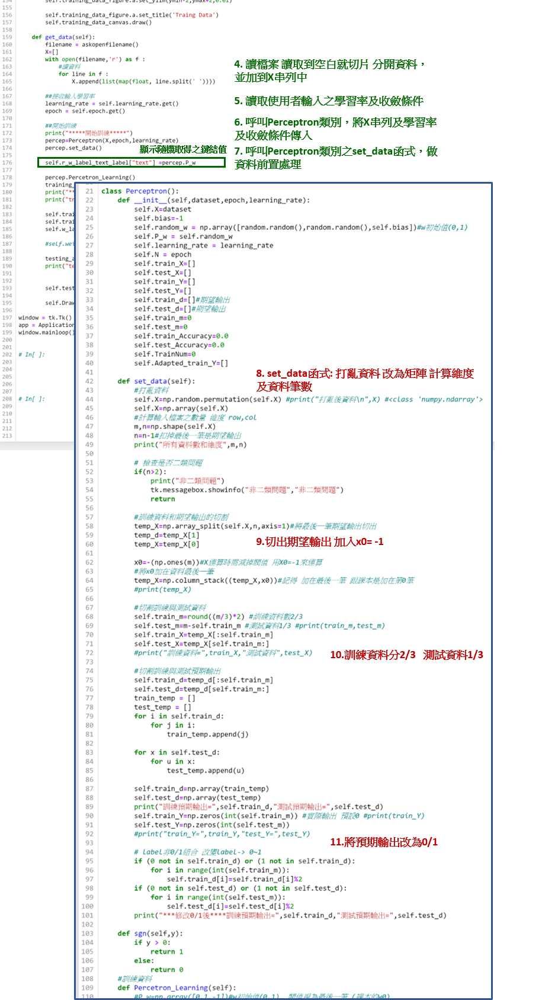 154 self.training_data_figure.a.set_ylim(ymin-2,ymax+2,0.01)
155
156 self.training_data_figure.a.set_title('Traing Data')
157 self.training_data_canvas.draw()
158
159 def get_data(self):
160 filename = askopenfilename()
161 X=[]
162 with open(filename,'r') as f :
163 #讀資料
164 for line in f :
165 X.append(list(map(float, line.split(' '))))
166
167 ##接收輸入學習率
168 learning_rate = self.learning_rate.get()
169 epoch = self.epoch.get()
170
171 ##開始訓練
172 print("*****開始訓練*****")
173 percep=Perceptron(X,epoch,learning_rate)
174 percep.set_data()
175
176 self.r_w_label_text_label["text"] =percep.P_w
177
178 percep.Percetron_Learning()
179 training_
180 print("**
181 print("tr
182
183 self.trai
184 self.trai
185 self.w_la
186
187 #self.wei
188
189 testing_a
190 print("te
191
192
193 self.test
194
195 self.Draw
196
197 window = tk.Tk()
198 app = Application
199 window.mainloop()
200
201
202 # In[ ]:
203
204
205
206
207
208 # In[ ]:
209
210
211
212
213
4. 讀檔案 讀取到空白就切片 分開資料，
並加到X串列中
5. 讀取使用者輸入之學習率及收斂條件
6. 呼叫Perceptron類別，將X串列及學習率
及收斂條件傳入
顯示隨機取得之鍵結值
7. 呼叫Perceptron類別之set_data函式，做
資料前置處理
21 class Perceptron():
22 def __init__(self,dataset,epoch,learning_rate):
23 self.X=dataset
24 self.bias=-1
25 self.random_w = np.array([random.random(),random.random(),self.bias])#w初始值(0,1)
26 self.P_w = self.random_w
27 self.learning_rate = learning_rate
28 self.N = epoch
29 self.train_X=[]
30 self.test_X=[]
31 self.train_Y=[]
32 self.test_Y=[]
33 self.train_d=[]#期望輸出
34 self.test_d=[]#期望輸出
35 self.train_m=0
36 self.test_m=0
37 self.train_Accuracy=0.0
38 self.test_Accuracy=0.0
39 self.TrainNum=0
40 self.Adapted_train_Y=[]
41
42 def set_data(self):
43 #打亂資料
44 self.X=np.random.permutation(self.X) #print("打亂後資料\n",X) #<class 'numpy.ndarray'>
45 self.X=np.array(self.X)
46 #計算輸入檔案之數量 維度 row,col
47 m,n=np.shape(self.X)
48 n=n-1#扣掉最後一筆是期望輸出
49 print("所有資料數和維度",m,n)
50
51 # 檢查是否二類問題
52 if(n>2):
53 print("非二類問題")
54 tk.messagebox.showinfo("非二類問題","非二類問題")
55 return
56
57 #訓練資料和期望輸出的切割
58 temp_X=np.array_split(self.X,n,axis=1)#將最後一筆期望輸出切出
59 temp_d=temp_X[1]
60 temp_X=temp_X[0]
61
62 x0=-(np.ones(m))#X運算時需減掉閥值 用X0=-1來運算
63 #將x0加在資料最後一筆
64 temp_X=np.column_stack((temp_X,x0))#記得 加在最後一筆 跟課本是加在第0筆
65 #print(temp_X)
66
67 #切割訓練與測試資料
68 self.train_m=round((m/3)*2) #訓練資料數2/3
69 self.test_m=m-self.train_m #測試資料1/3 #print(train_m,test_m)
70 self.train_X=temp_X[:self.train_m]
71 self.test_X=temp_X[self.train_m:]
72 #print("訓練資料=",train_X,"測試資料",test_X)
73
74 #切割訓練與測試預期輸出
75 self.train_d=temp_d[:self.train_m]
76 self.test_d=temp_d[self.train_m:]
77 train_temp = []
78 test_temp = []
79 for i in self.train_d:
80 for j in i:
81 train_temp.append(j)
82
83 for x in self.test_d:
84 for u in x:
85 test_temp.append(u)
86
87 self.train_d=np.array(train_temp)
88 self.test_d=np.array(test_temp)
89 print("訓練預期輸出=",self.train_d,"測試預期輸出=",self.test_d)
90 self.train_Y=np.zeros(int(self.train_m)) #實際輸出 預設0 #print(train_Y)
91 self.test_Y=np.zeros(int(self.test_m))
92 #print("train_Y=",train_Y,"test_Y=",test_Y)
93
94 # label非0/1組合 改變label-> 0~1
95 if (0 not in self.train_d) or (1 not in self.train_d):
96 for i in range(int(self.train_m)):
97 self.train_d[i]=self.train_d[i]%2
98 if (0 not in self.test_d) or (1 not in self.test_d):
99 for i in range(int(self.test_m)):
100 self.test_d[i]=self.test_d[i]%2
101 print("***修改0/1後****訓練預期輸出=",self.train_d,"測試預期輸出=",self.test_d)
102
103 def sgn(self,y):
104 if y > 0:
105 return 1
106 else:
107 return 0
108 #訓練資料
109 def Percetron_Learning(self):
110 #P_w=np.array([0,1,-1])#w初始值(0,1) 閥值視為最後一筆 (課本的w0)
8. set_data函式: 打亂資料 改為矩陣 計算維度
及資料筆數
9.切出期望輸出 加入x0= -1
10.訓練資料分2/3 測試資料1/3
11.將預期輸出改為0/1